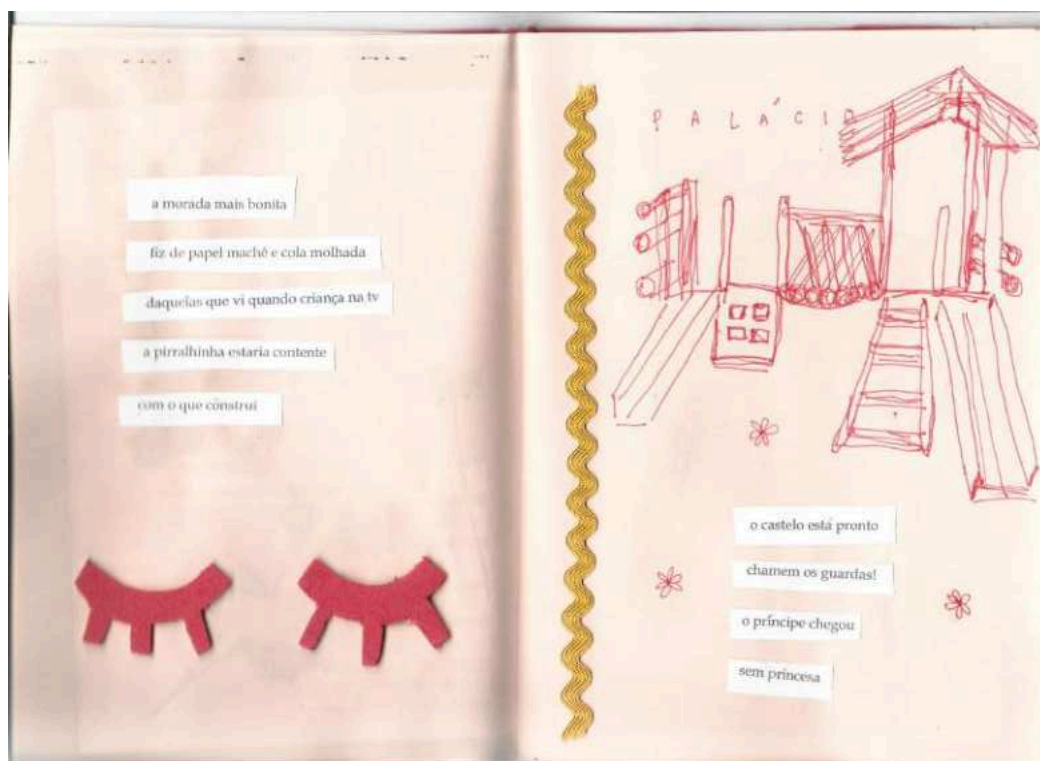 a morada mais bonita
fiz de papel machê e cola molhada
daquelas que vi quando criança na tv
a pirralhinha estaria contente
com o que construí
PALÁCIO
o castelo está pronto
chamem os guardas!
o príncipe chegou
sem princesa